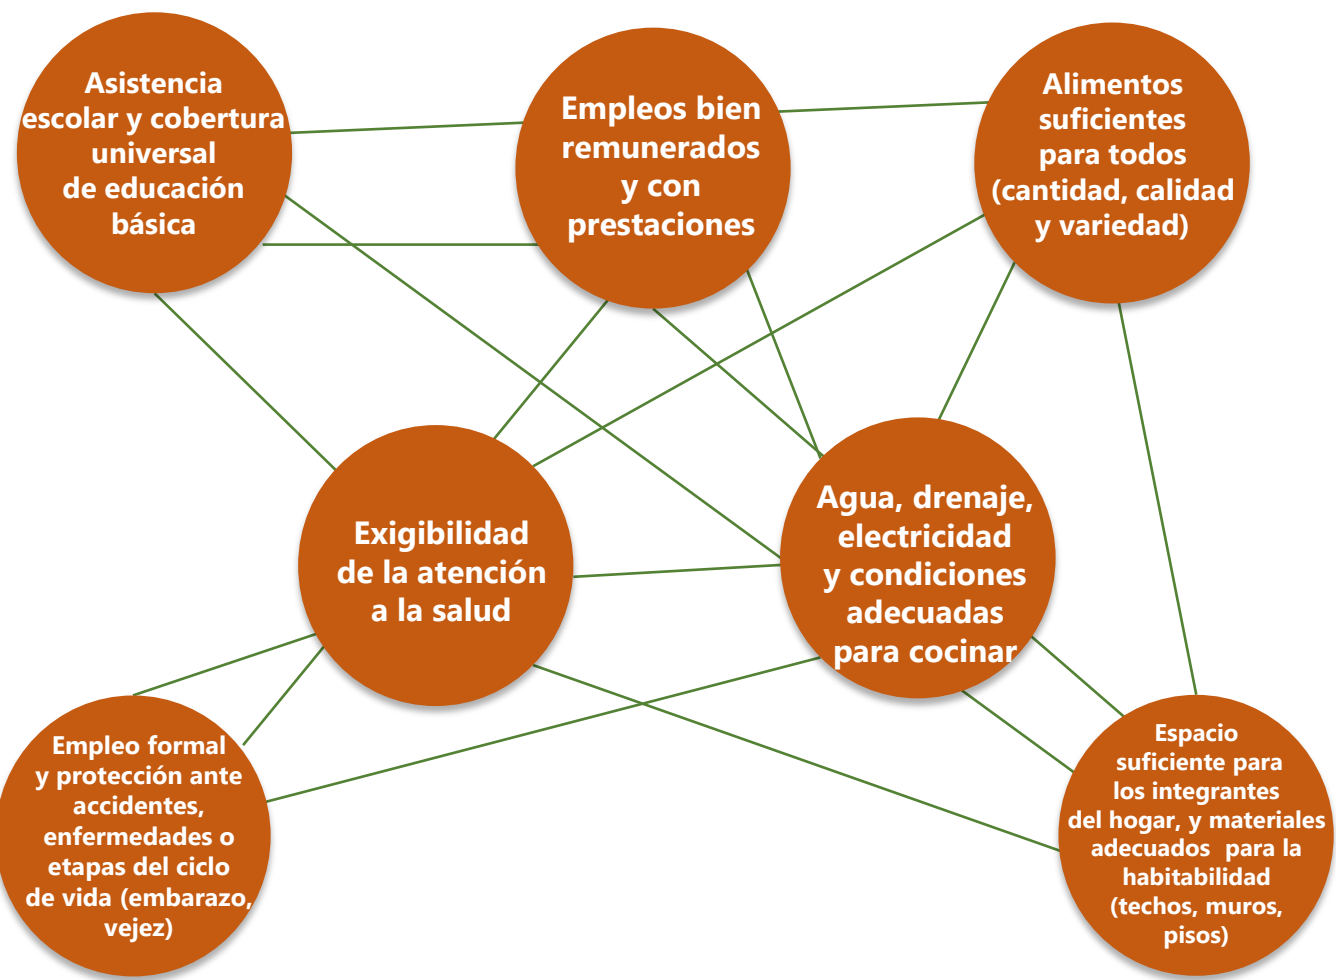 Asistencia
escolar y cobertura
universal
de educación
básica
Empleos bien
remunerados
y con
prestaciones
Alimentos
suficientes
para todos
(cantidad, calidad
y variedad)
Exigibilidad
de la atención
a la salud
Agua, drenaje,
electricidad
y condiciones
adecuadas
para cocinar
Empleo formal
y protección ante
accidentes,
enfermedades o
etapas del ciclo
de vida (embarazo,
vejez)
Espacio
suficiente para
los integrantes
del hogar, y materiales
adecuados  para la
habitabilidad
(techos, muros,
pisos)